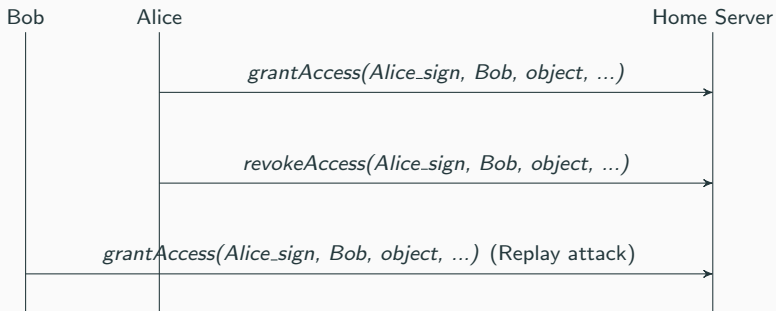 Bob Alice Home Server
grantAccess(Alice_sign, Bob, object, ...)
revokeAccess(Alice_sign, Bob, object, ...)
grantAccess(Alice_sign, Bob, object, ...) (Replay attack)